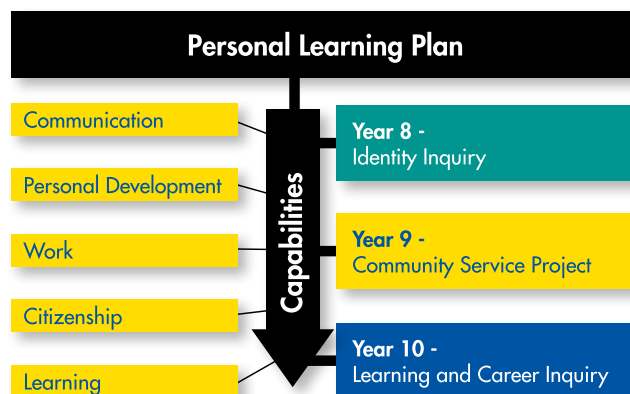 Personal Learning Plan
Communication
Personal Development
Work
Citizenship
Learning
Capabilities
Year 8 -
Identity Inquiry
Year 9 -
Community Service Project
Year 10 -
Learning and Career Inquiry